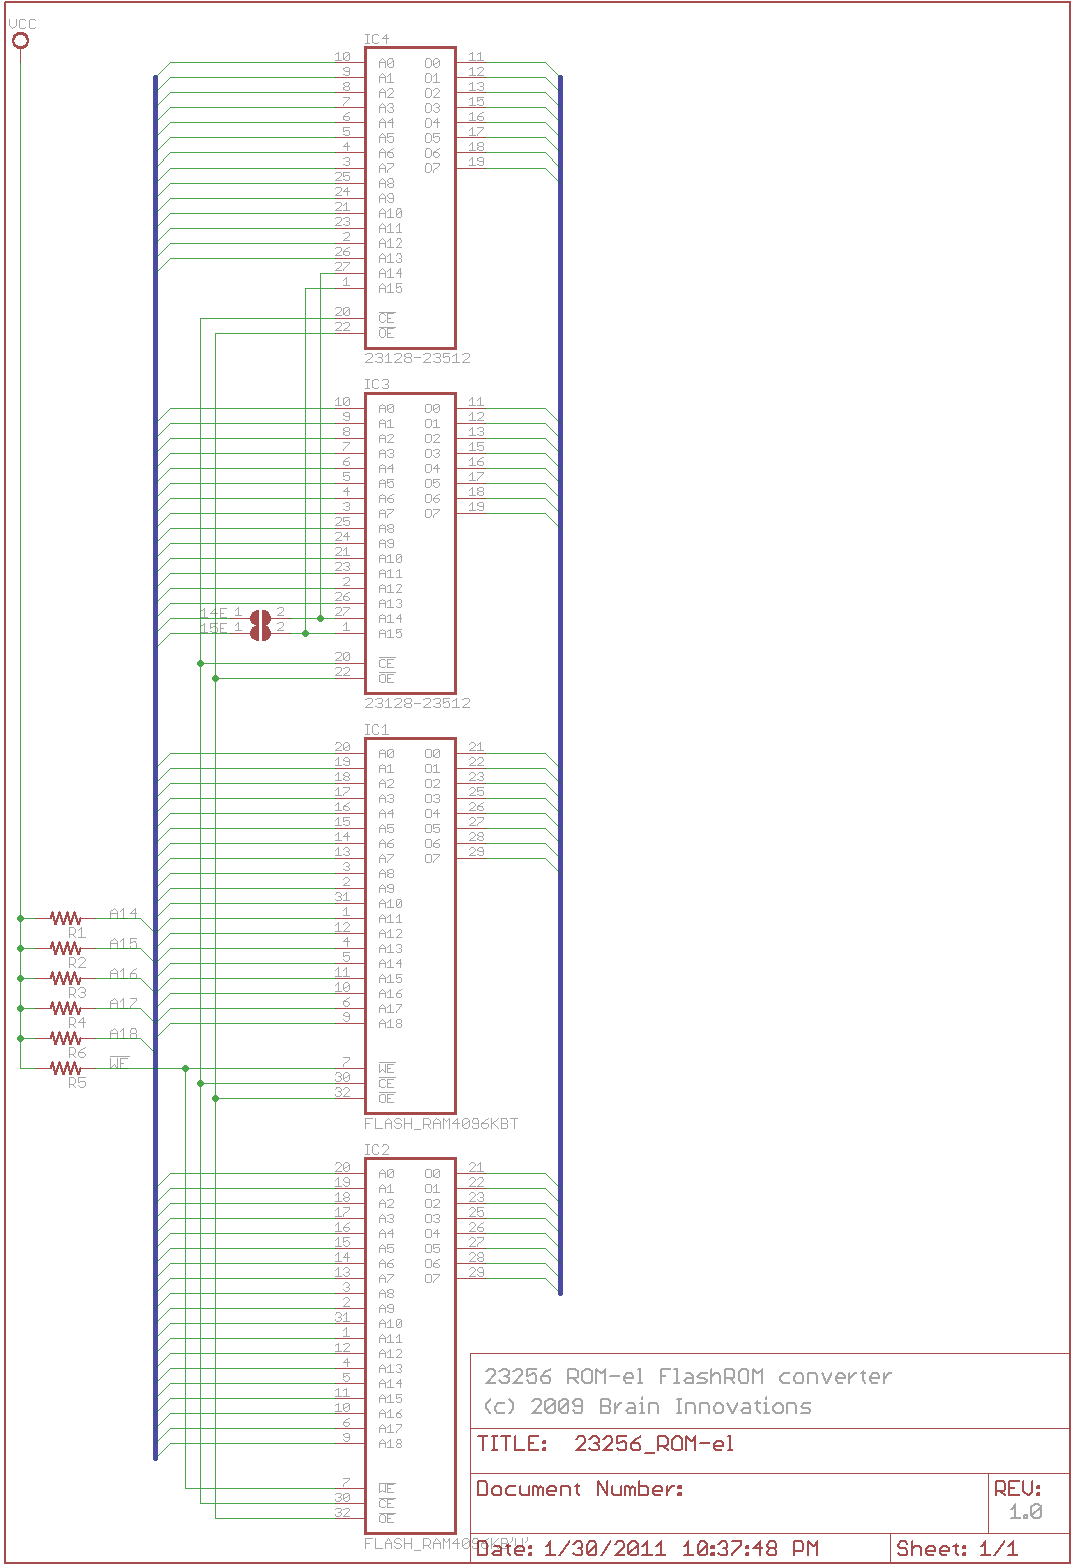 VCC
IC4
10 A0 O0 11
9 A1 O1 12
8 A2 O2 13
7 A3 O3 15
6 A4 O4 16
5 A5 O5 17
4 A6 O6 18
3 A7 O7 19
25 A8
24 A9
21 A10
23 A11
2 A12
26 A13
27 A14
1 A15
20 CE
22 OE
23128-23512
IC3
10 A0 O0 11
9 A1 O1 12
8 A2 O2 13
7 A3 O3 15
6 A4 O4 16
5 A5 O5 17
4 A6 O6 18
3 A7 O7 19
25 A8
24 A9
21 A10
23 A11
2 A12
26 A13
14E 1 2 27 A14
15E 1 2 1 A15
20 CE
22 OE
23128-23512
IC1
20 A0 O0 21
19 A1 O1 22
18 A2 O2 23
17 A3 O3 25
16 A4 O4 26
15 A5 O5 27
14 A6 O6 28
13 A7 O7 29
3 A8
2 A9
31 A10
1 A11
12 A12
4 A13
5 A14
11 A15
10 A16
6 A17
9 A18
7 WE
30 CE
32 OE
FLASH_RAM4096KBT
A14
R1
A15
R2
A16
R3
A17
R4
A18
R6
WE
R5
IC2
20 A0 O0 21
19 A1 O1 22
18 A2 O2 23
17 A3 O3 25
16 A4 O4 26
15 A5 O5 27
14 A6 O6 28
13 A7 O7 29
3 A8
2 A9
31 A10
1 A11
12 A12
4 A13
5 A14
11 A15
10 A16
6 A17
9 A18
7 WE
30 CE
32 OE
23256 ROM-el FlashROM converter
(c) 2009 Brain Innovations
TITLE: 23256_ROM-el
Document Number:
REV:
1.0
Date: 1/30/2011 10:37:48 PM
Sheet: 1/1